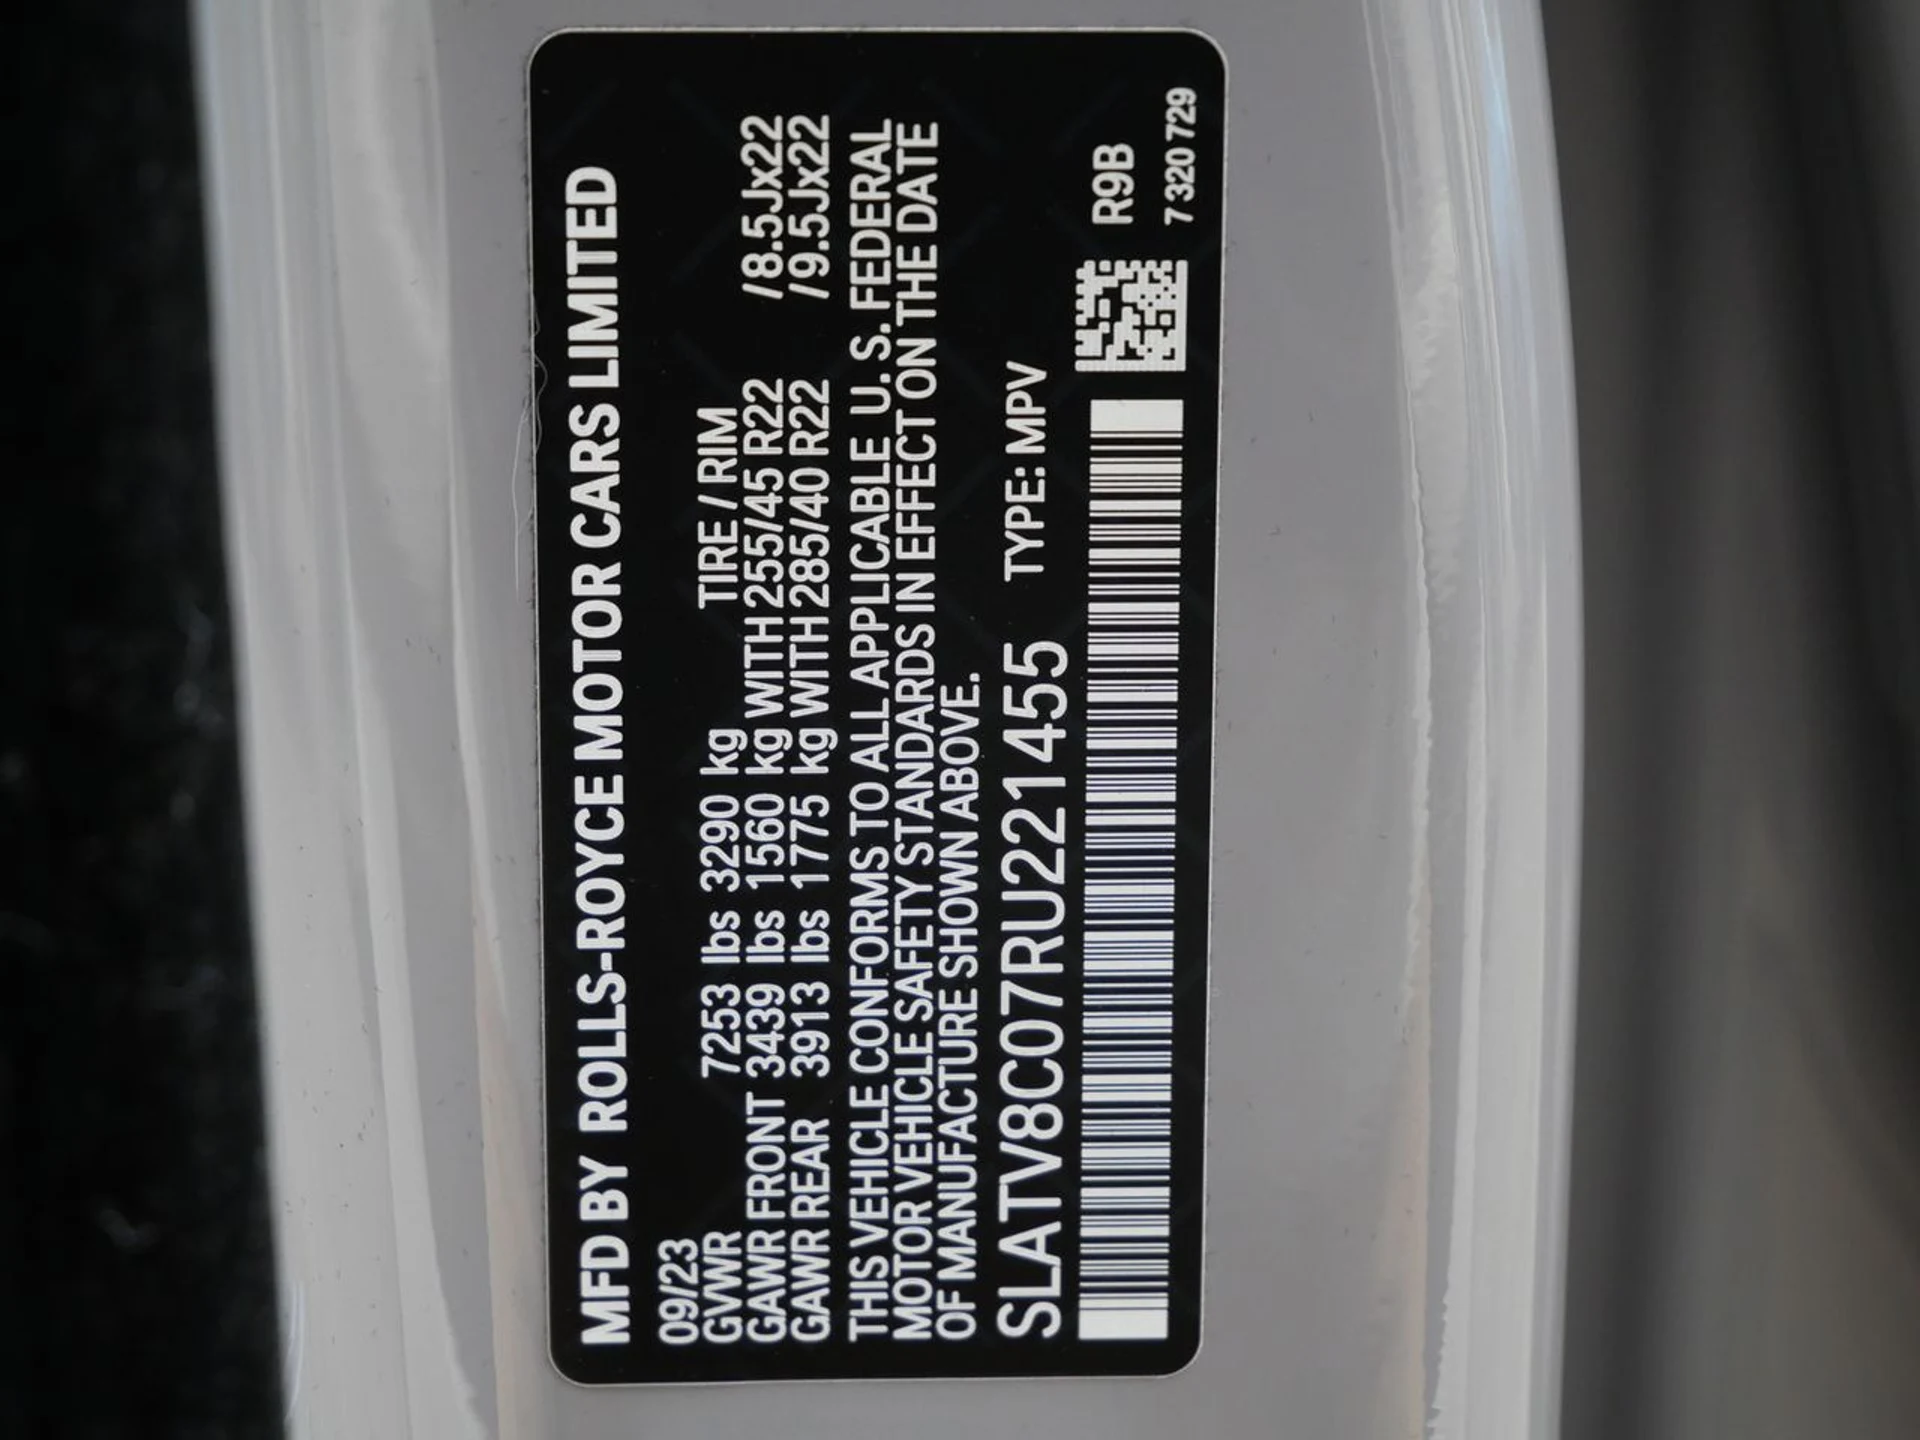 MFD BY ROLLS-ROYCE MOTOR CARS LIMITED
09/23
GVWR 7253 lbs 3290 kg TIRE / RIM
GAWR FRONT 3439 lbs 1560 kg WITH 255/45 R22 /8.5Jx22
GAWR REAR 3913 lbs 1775 kg WITH 285/40 R22 /9.5Jx22
THIS VEHICLE CONFORMS TO ALL APPLICABLE U.S. FEDERAL
MOTOR VEHICLE SAFETY STANDARDS IN EFFECT ON THE DATE
OF MANUFACTURE SHOWN ABOVE.
SLATV8C07RU221455 TYPE: MPV
R9B
7 320 729